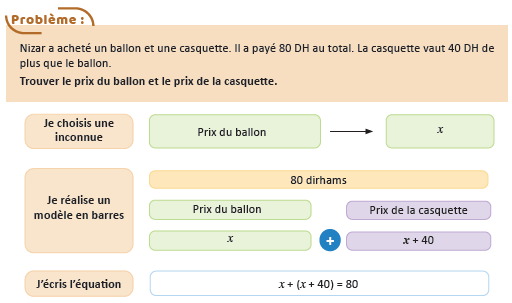 Problème :
Nizar a acheté un ballon et une casquette. Il a payé 80 DH au total. La casquette vaut 40 DH de
plus que le ballon.
Trouver le prix du ballon et le prix de la casquette.
Je choisis une
inconnue
Prix du ballon
x
80 dirhams
Je réalise un
modèle en barres
Prix du ballon
Prix de la casquette
x
+
x + 40
J'écris l'équation
x + (x + 40) = 80